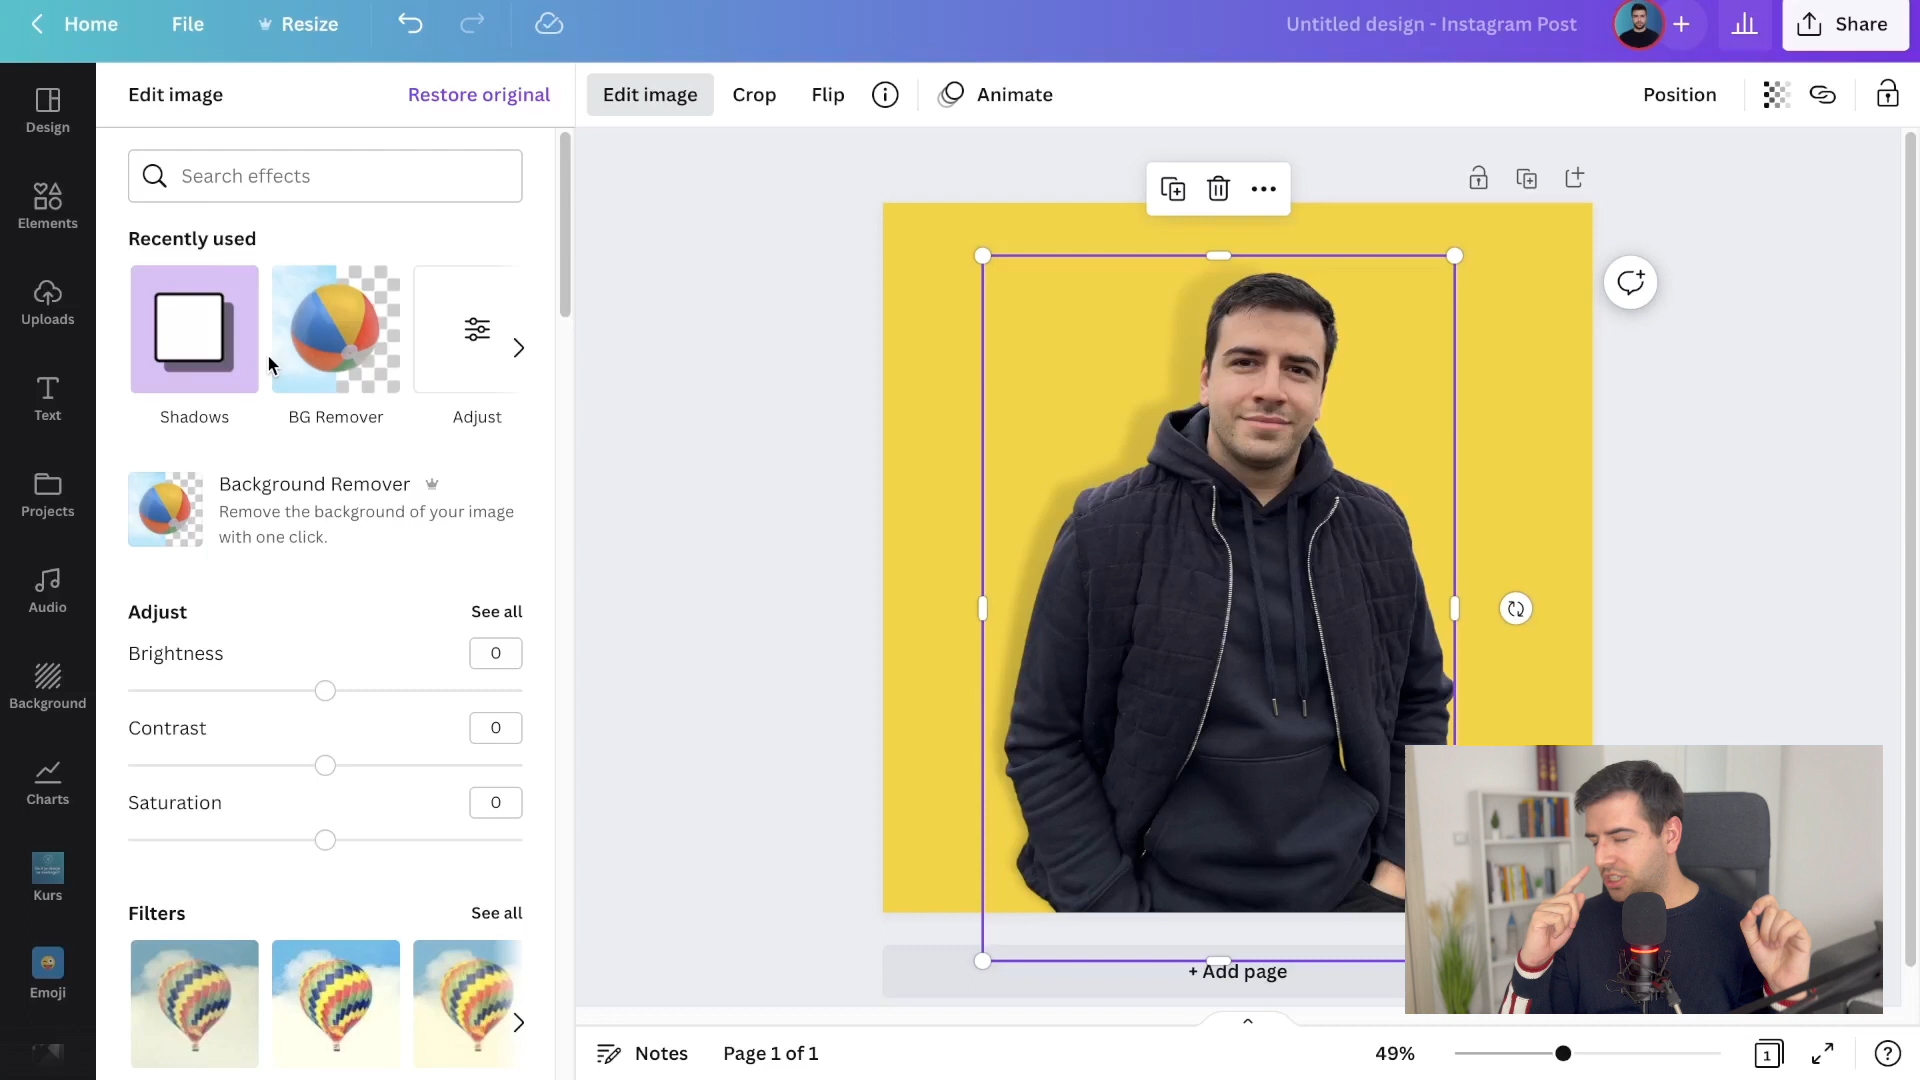 Home
File
Resize
Untitled design - Instagram Post
Share
Design
Elements
Uploads
Text
Projects
Audio
Background
Charts
Kurs
Emoji
Edit image
Restore original
Search effects
Recently used
Shadows
BG Remover
Adjust
Background Remover
Remove the background of your image
with one click.
Adjust
See all
Brightness
0
Contrast
0
Saturation
0
Filters
See all
Edit image
Crop
Flip
Animate
Position
+ Add page
Notes
Page 1 of 1
49%
1